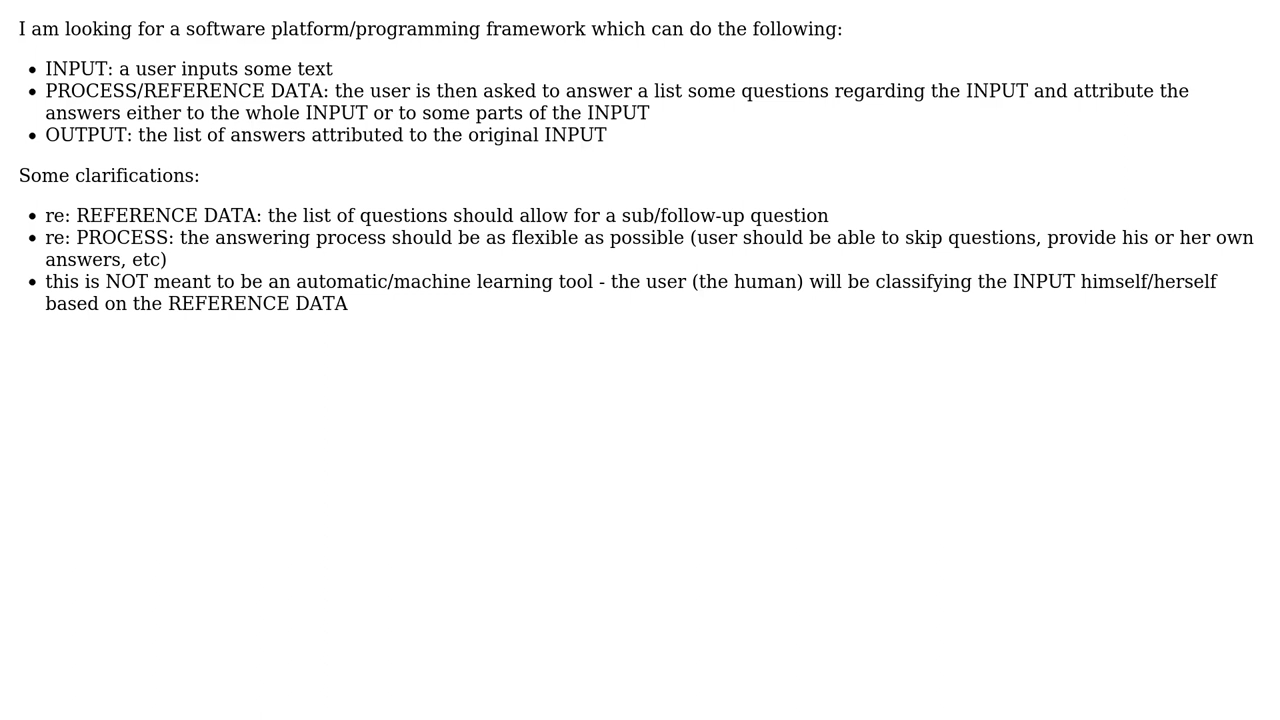 I am looking for a software platform/programming framework which can do the following:
• INPUT: a user inputs some text
• PROCESS/REFERENCE DATA: the user is then asked to answer a list some questions regarding the INPUT and attribute the
answers either to the whole INPUT or to some parts of the INPUT
• OUTPUT: the list of answers attributed to the original INPUT
Some clarifications:
• re: REFERENCE DATA: the list of questions should allow for a sub/follow-up question
• re: PROCESS: the answering process should be as flexible as possible (user should be able to skip questions, provide his or her own
answers, etc)
• this is NOT meant to be an automatic/machine learning tool - the user (the human) will be classifying the INPUT himself/herself
based on the REFERENCE DATA